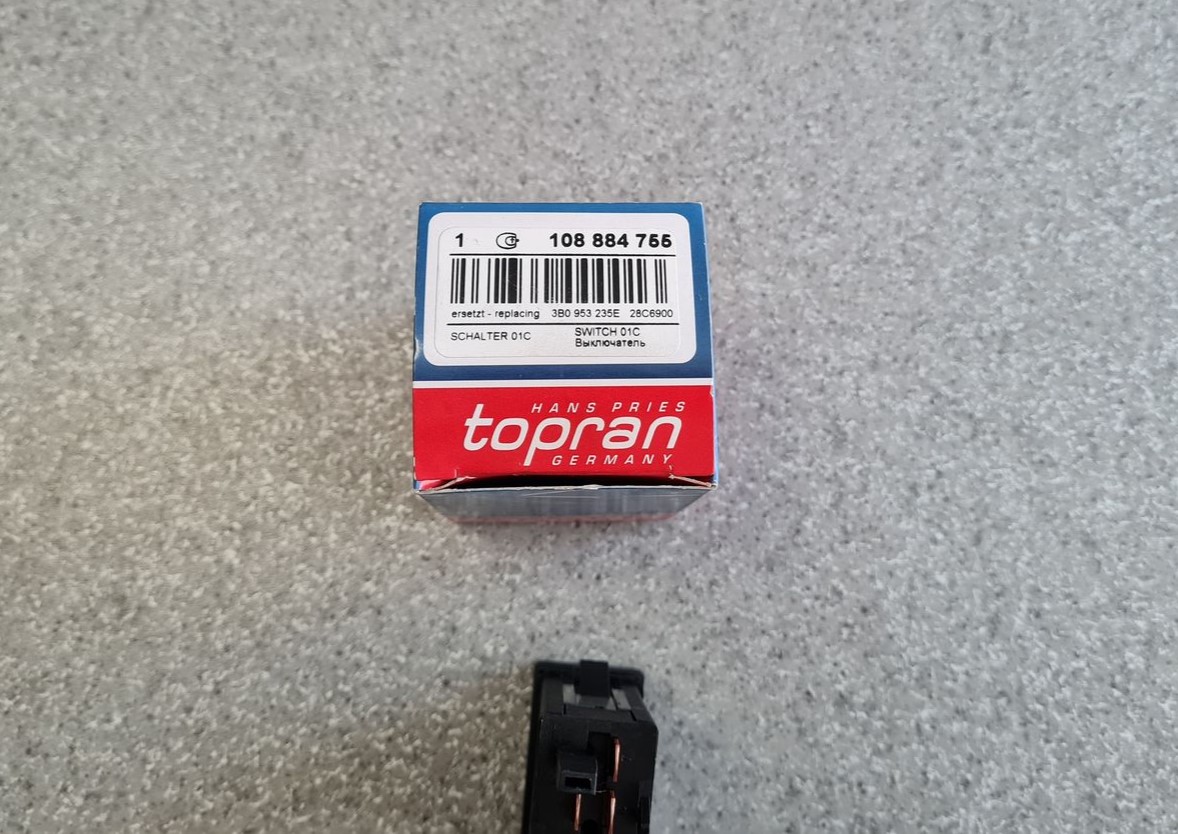 1 108 884 755
ersetzt - replacing 3B0 953 235E 28C6900
SCHALTER 01C SWITCH 01C
Выключатель
HANS PRIES
topran
GERMANY